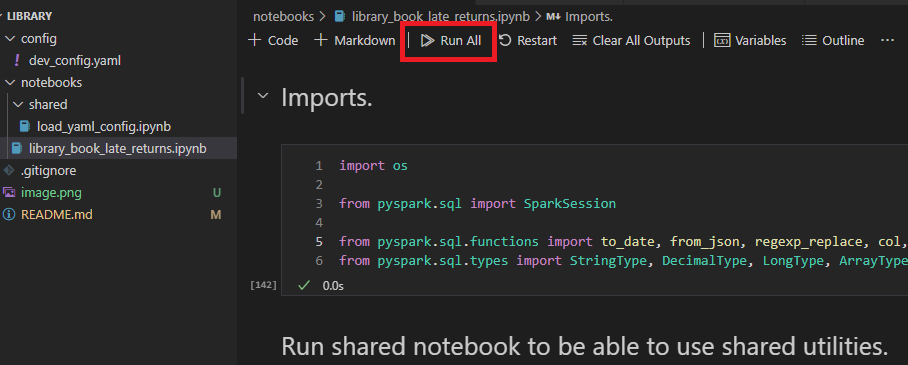 LIBRARY
config
! dev_config.yaml
notebooks
shared
load_yaml_config.ipynb
library_book_late_returns.ipynb
.gitignore
image.png U
README.md M
notebooks > library_book_late_returns.ipynb > M↓ Imports.
+ Code + Markdown Run All Restart Clear All Outputs Variables Outline ···
Imports.
1 import os
2
3 from pyspark.sql import SparkSession
4
5 from pyspark.sql.functions import to_date, from_json, regexp_replace, col,
6 from pyspark.sql.types import StringType, DecimalType, LongType, ArrayType
[142] ✓ 0.0s
Run shared notebook to be able to use shared utilities.